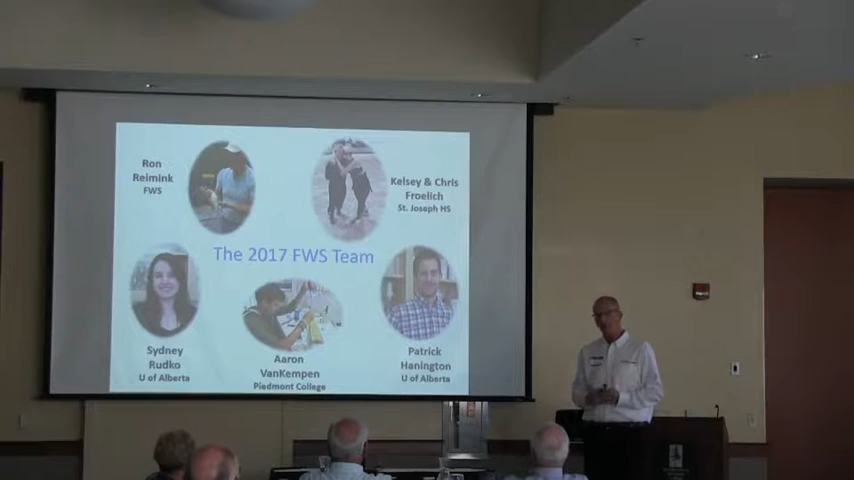 Ron
Reimink
FWS
Kelsey & Chris
Froelich
St. Joseph HS
The 2017 FWS Team
Sydney
Rudko
U of Alberta
Aaron
VanKempen
Piedmont College
Patrick
Hanington
U of Alberta